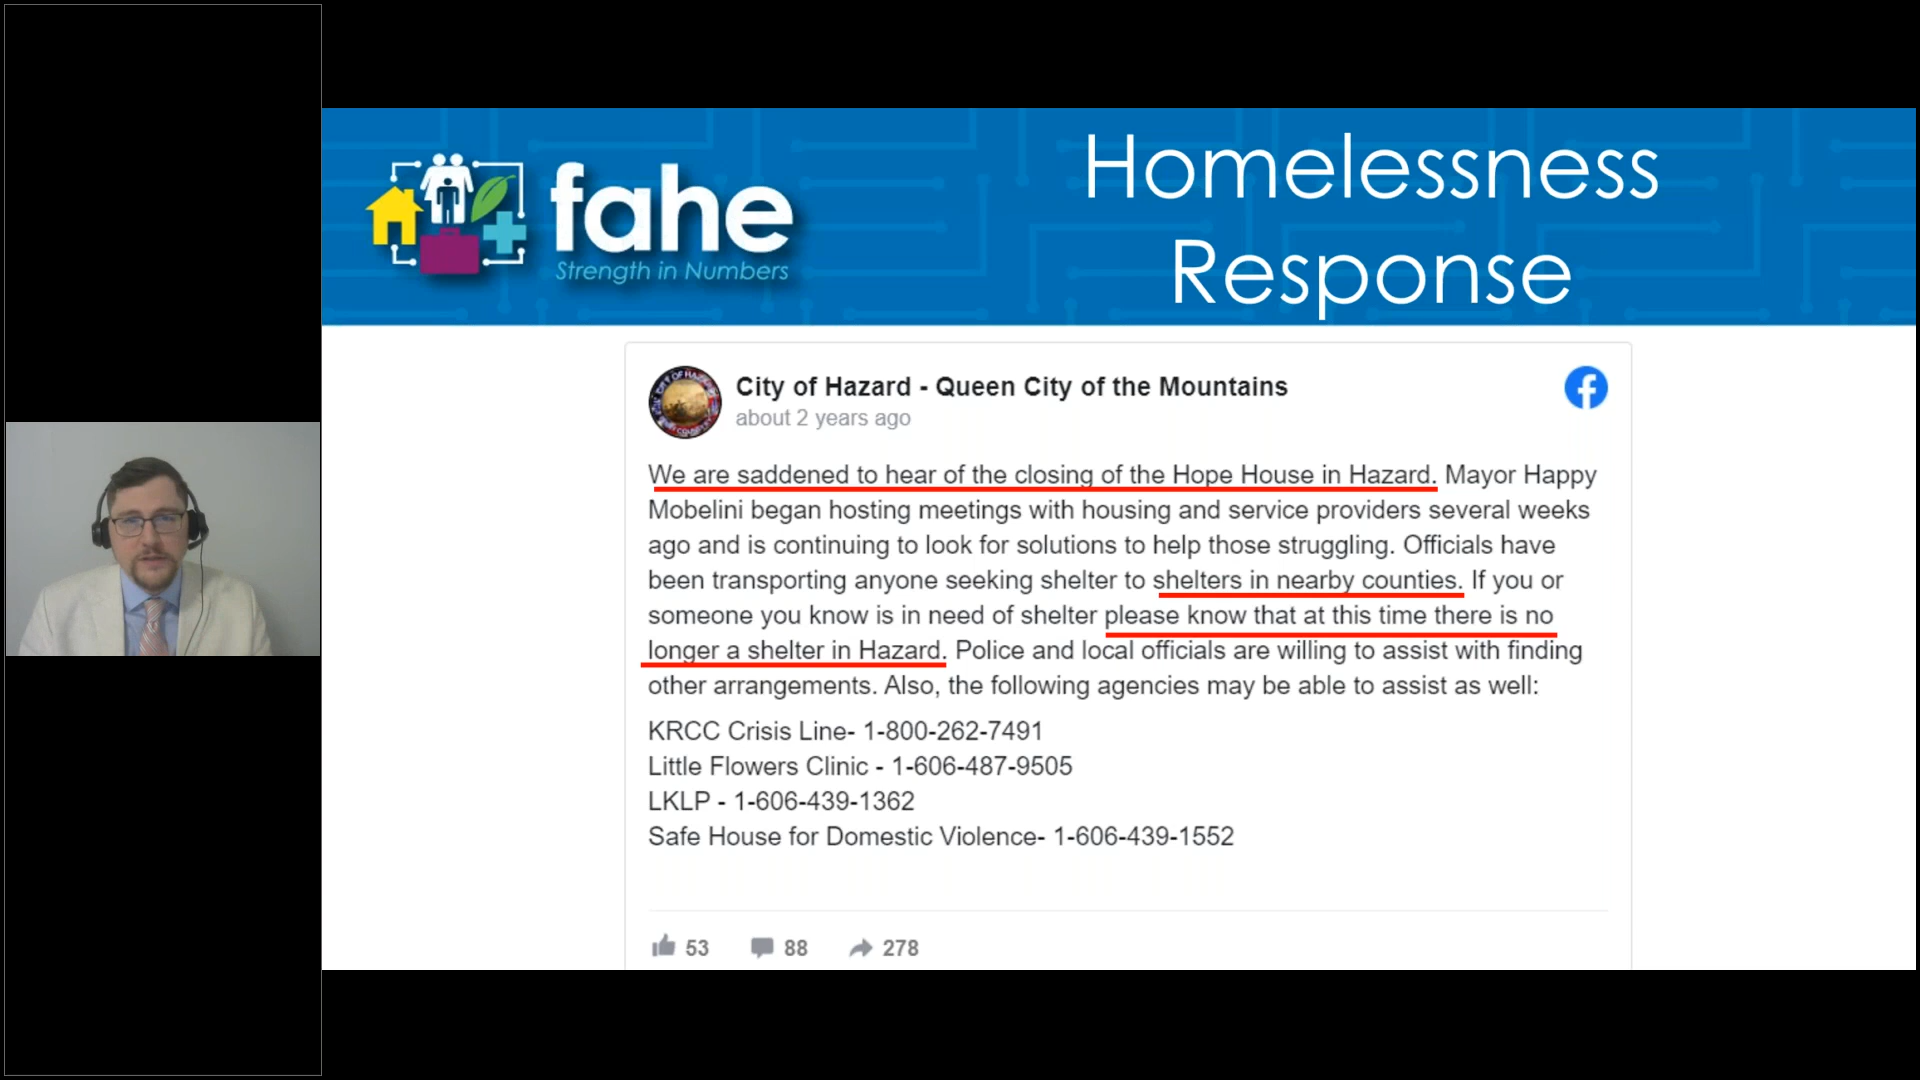 fahe
Strength in Numbers
Homelessness
Response
City of Hazard - Queen City of the Mountains
about 2 years ago
We are saddened to hear of the closing of the Hope House in Hazard. Mayor Happy
Mobelini began hosting meetings with housing and service providers several weeks
ago and is continuing to look for solutions to help those struggling. Officials have
been transporting anyone seeking shelter to shelters in nearby counties. If you or
someone you know is in need of shelter please know that at this time there is no
longer a shelter in Hazard. Police and local officials are willing to assist with finding
other arrangements. Also, the following agencies may be able to assist as well:
KRCC Crisis Line- 1-800-262-7491
Little Flowers Clinic - 1-606-487-9505
LKLP - 1-606-439-1362
Safe House for Domestic Violence- 1-606-439-1552
53 88 278